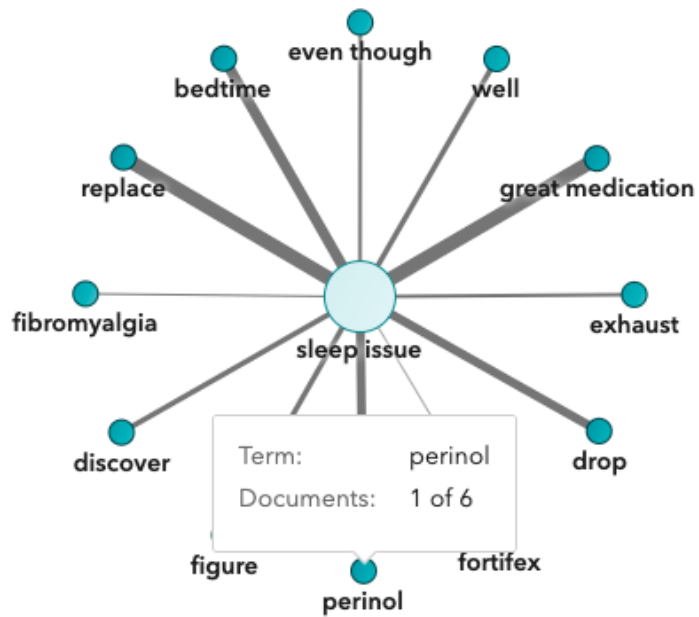 even though
bedtime
well
replace
great medication
fibromyalgia
exhaust
sleep issue
discover
drop
Term: perinol
Documents: 1 of 6
figure
fortifex
perinol